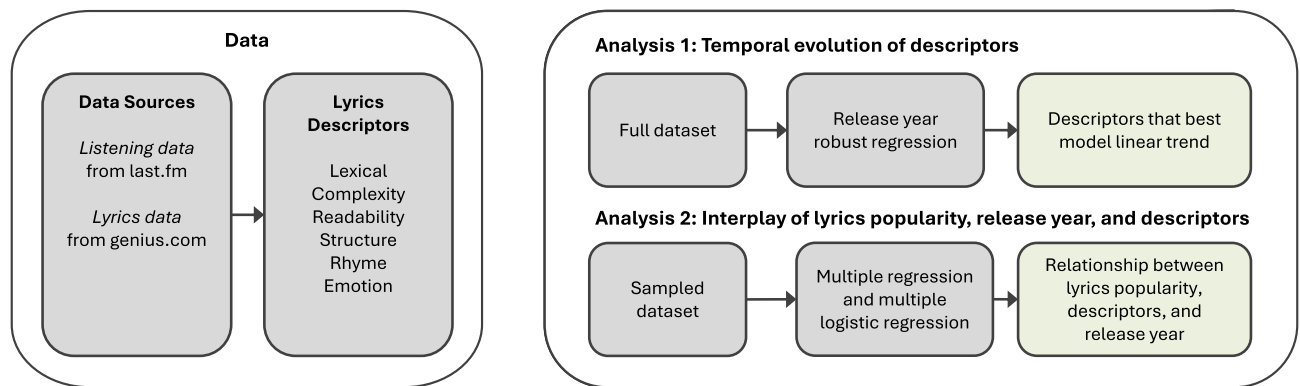 Data
Data Sources
Listening data
from last.fm
Lyrics data
from genius.com
Lyrics
Descriptors
Lexical
Complexity
Readability
Structure
Rhyme
Emotion
Analysis 1: Temporal evolution of descriptors
Full dataset
Release year
robust regression
Descriptors that best
model linear trend
Analysis 2: Interplay of lyrics popularity, release year, and descriptors
Sampled
dataset
Multiple regression
and multiple
logistic regression
Relationship between
lyrics popularity,
descriptors, and
release year